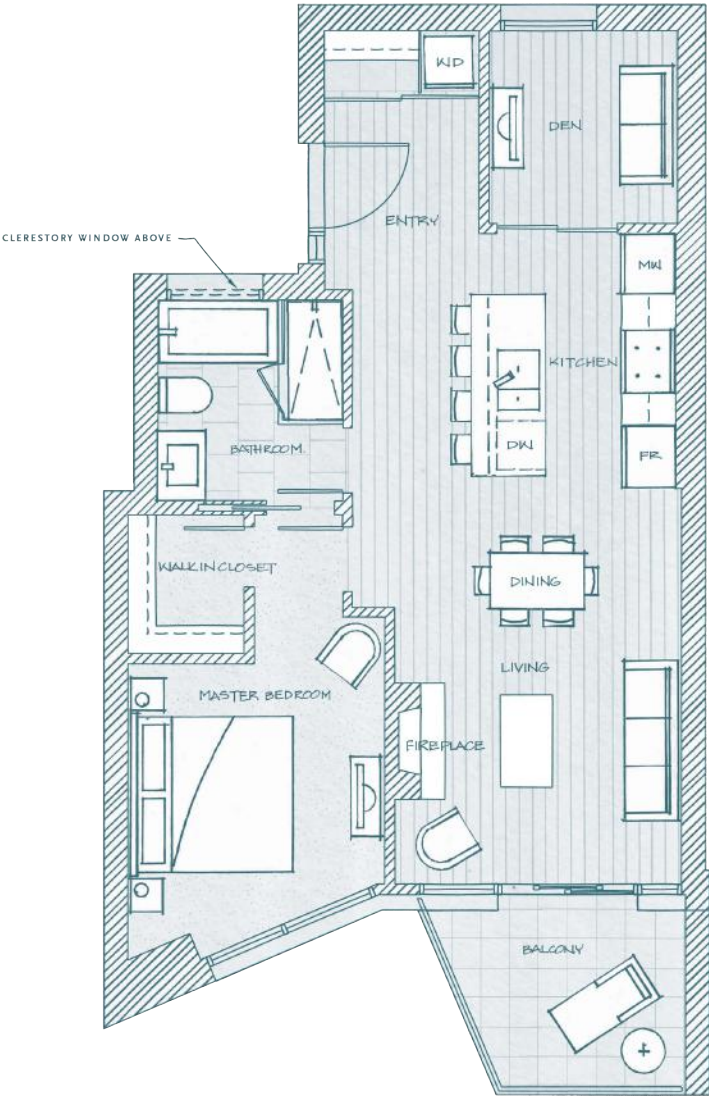 WD
DEN
ENTRY
CLERESTORY WINDOW ABOVE
MW
KITCHEN
BATHROOM
DW
FR
WALK IN CLOSET
DINING
LIVING
MASTER BEDROOM
FIREPLACE
BALCONY